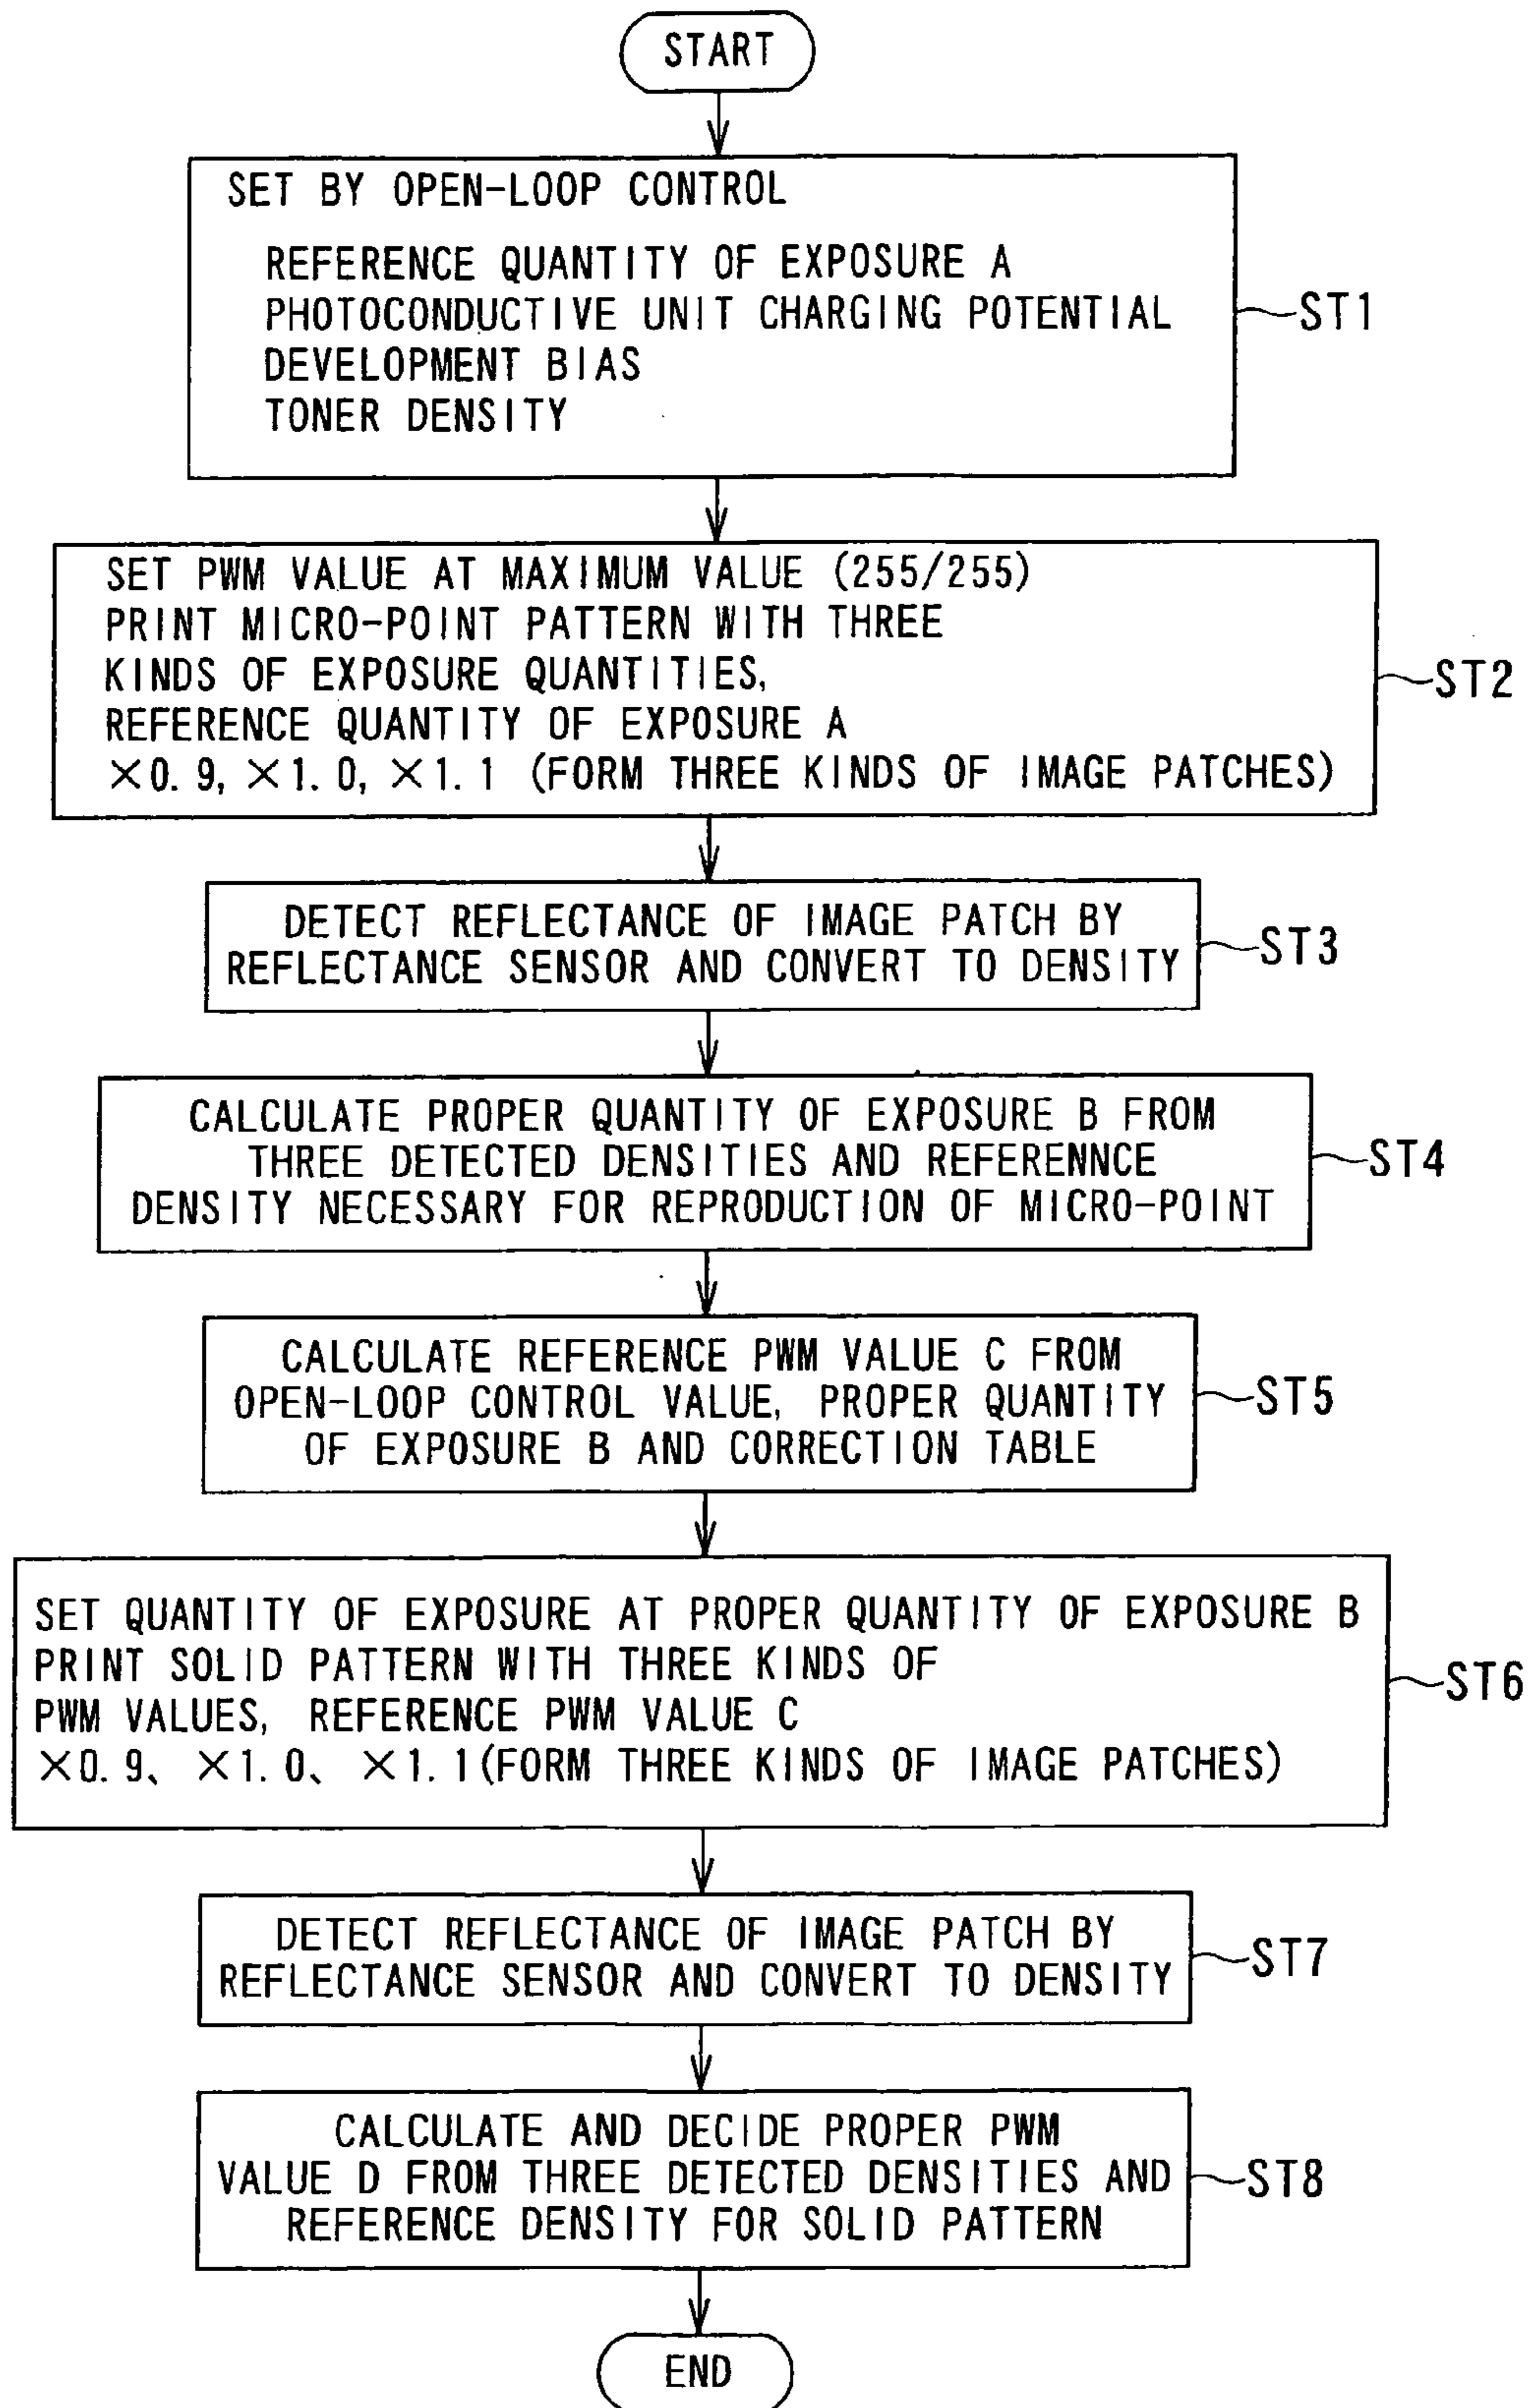 START
SET BY OPEN-LOOP CONTROL
REFERENCE QUANTITY OF EXPOSURE A
PHOTOCONDUCTIVE UNIT CHARGING POTENTIAL
DEVELOPMENT BIAS
TONER DENSITY
ST1
SET PWM VALUE AT MAXIMUM VALUE (255/255)
PRINT MICRO-POINT PATTERN WITH THREE
KINDS OF EXPOSURE QUANTITIES,
REFERENCE QUANTITY OF EXPOSURE A
×0.9, ×1.0, ×1.1 (FORM THREE KINDS OF IMAGE PATCHES)
ST2
DETECT REFLECTANCE OF IMAGE PATCH BY
REFLECTANCE SENSOR AND CONVERT TO DENSITY
ST3
CALCULATE PROPER QUANTITY OF EXPOSURE B FROM
THREE DETECTED DENSITIES AND REFERENNCE
DENSITY NECESSARY FOR REPRODUCTION OF MICRO-POINT
ST4
CALCULATE REFERENCE PWM VALUE C FROM
OPEN-LOOP CONTROL VALUE, PROPER QUANTITY
OF EXPOSURE B AND CORRECTION TABLE
ST5
SET QUANTITY OF EXPOSURE AT PROPER QUANTITY OF EXPOSURE B
PRINT SOLID PATTERN WITH THREE KINDS OF
PWM VALUES, REFERENCE PWM VALUE C
×0.9、 ×1.0、 ×1.1(FORM THREE KINDS OF IMAGE PATCHES)
ST6
DETECT REFLECTANCE OF IMAGE PATCH BY
REFLECTANCE SENSOR AND CONVERT TO DENSITY
ST7
CALCULATE AND DECIDE PROPER PWM
VALUE D FROM THREE DETECTED DENSITIES AND
REFERENCE DENSITY FOR SOLID PATTERN
ST8
END